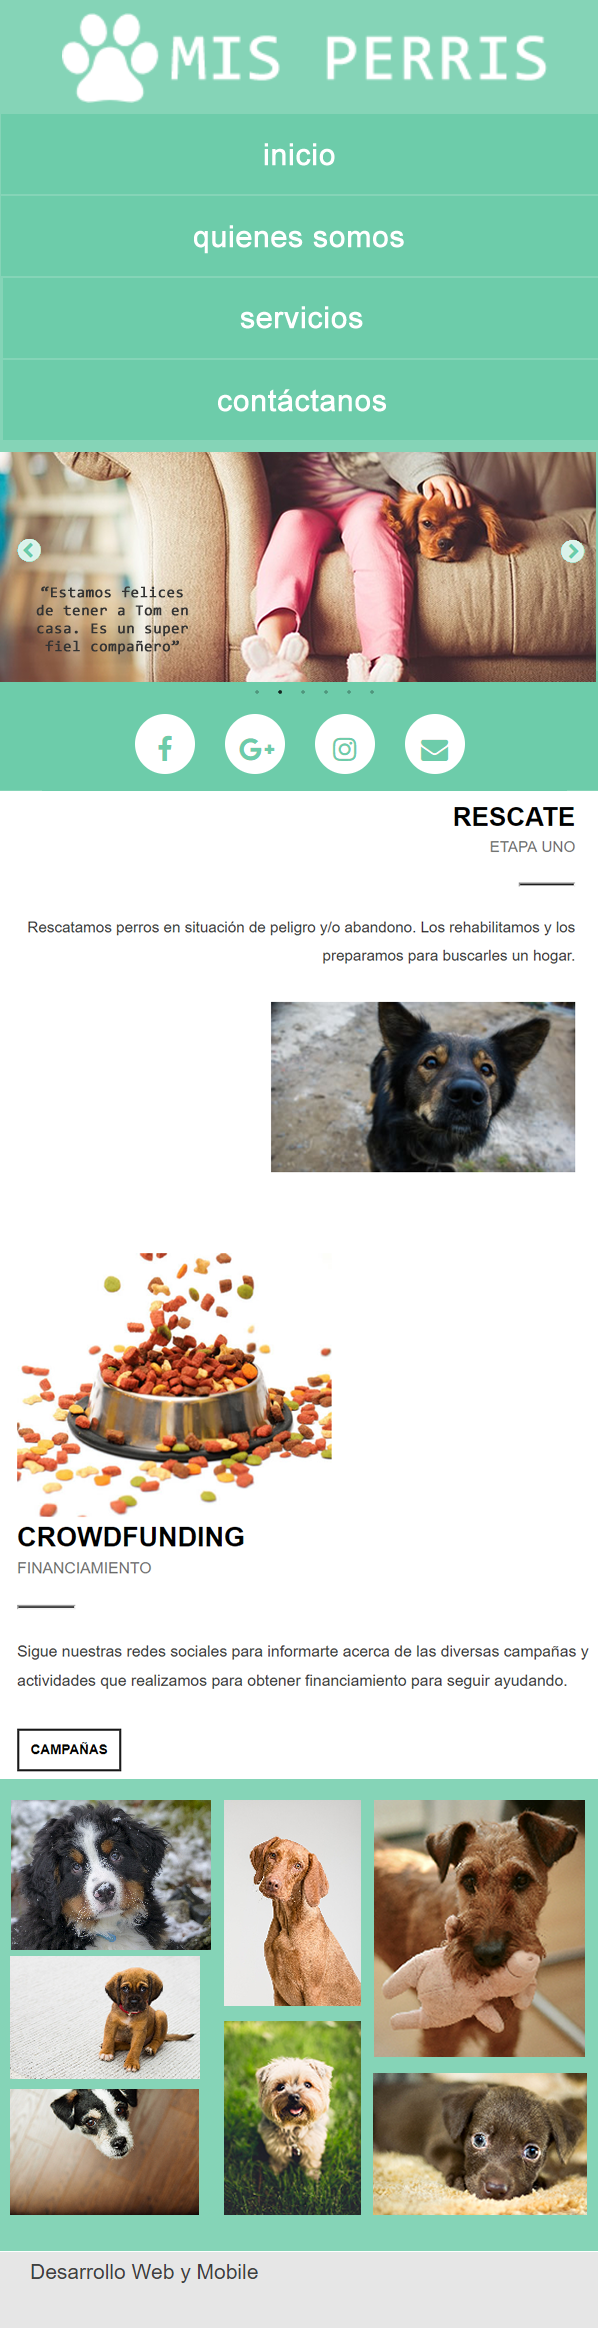 MIS PERRIS
inicio
quienes somos
servicios
contáctanos
“Estamos felices
de tener a Tom en
casa. Es un super
fiel compañero”
G+
RESCATE
ETAPA UNO
Rescatamos perros en situación de peligro y/o abandono. Los rehabilitamos y los
preparamos para buscarles un hogar.
CROWDFUNDING
FINANCIAMIENTO
Sigue nuestras redes sociales para informarte acerca de las diversas campañas y
actividades que realizamos para obtener financiamiento para seguir ayudando.
CAMPAÑAS
Desarrollo Web y Mobile